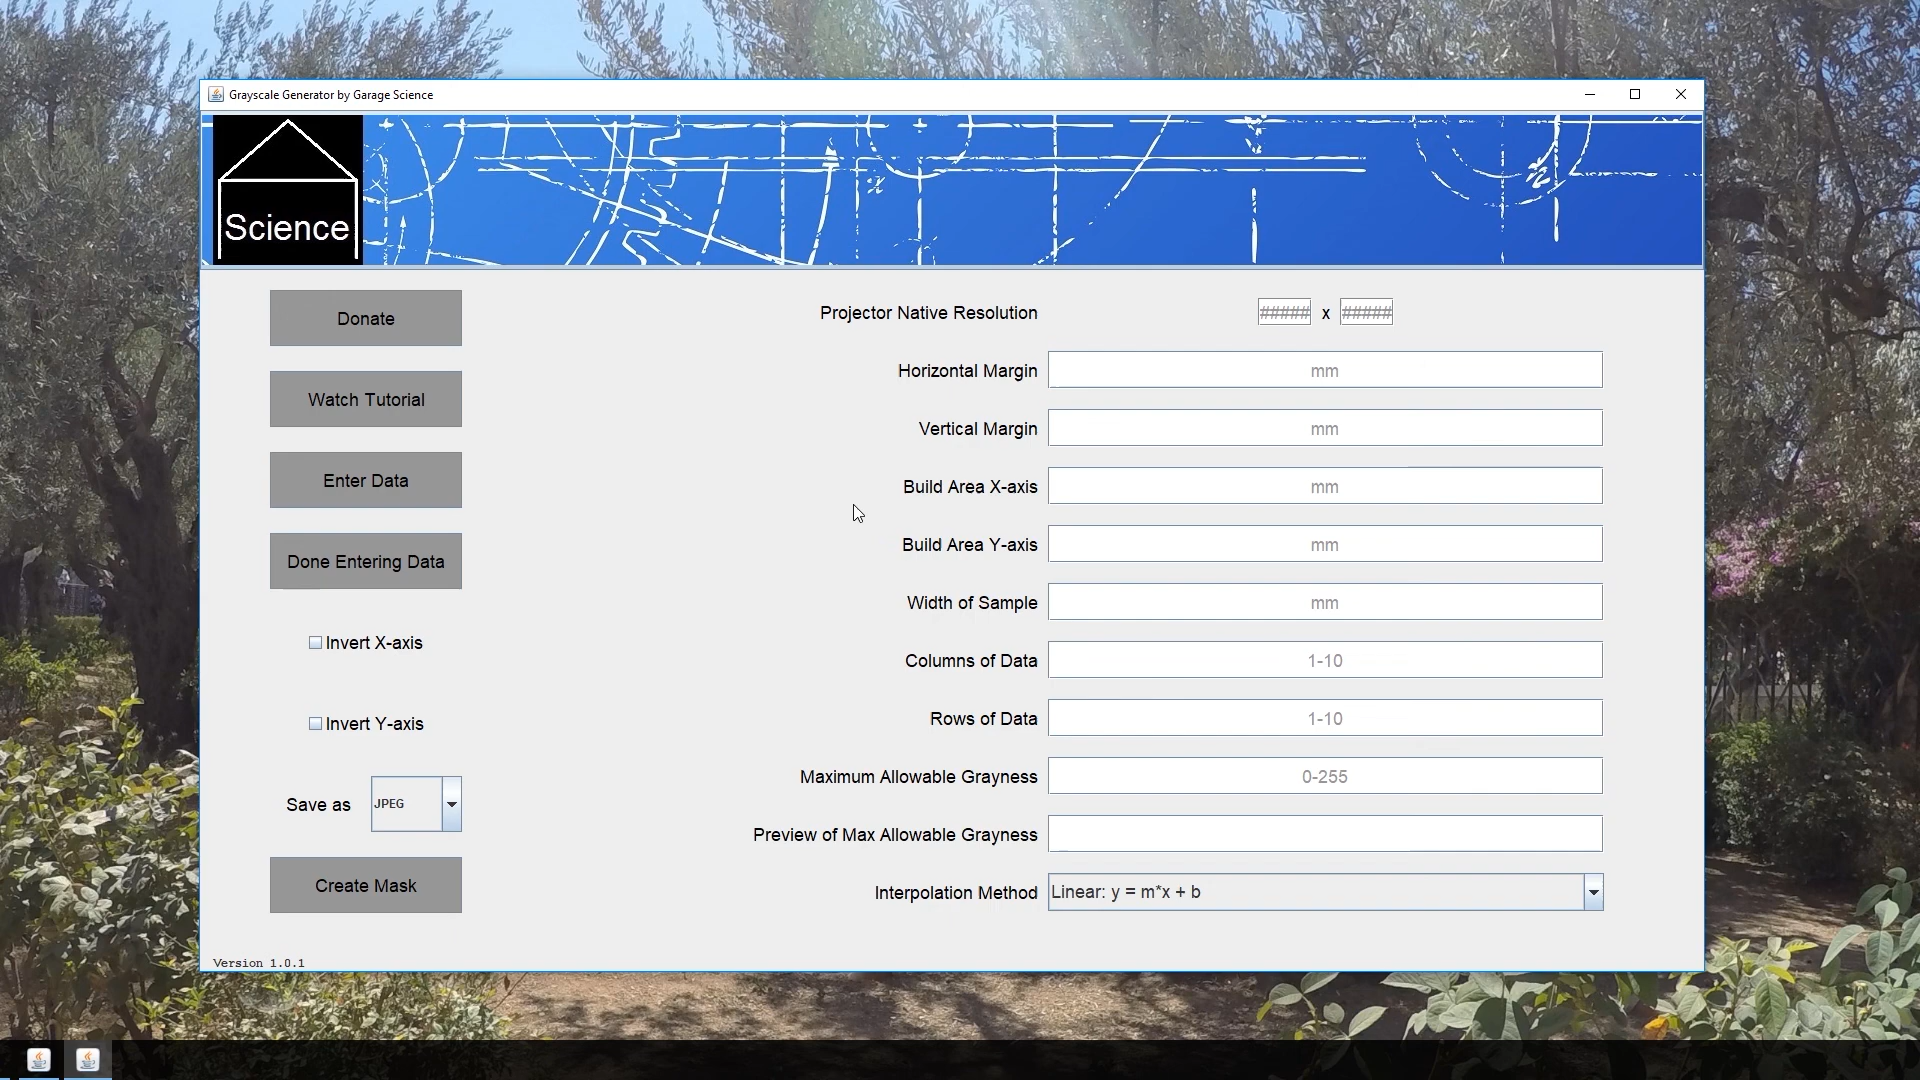 Grayscale Generator by Garage Science
Science
Donate
Watch Tutorial
Enter Data
Done Entering Data
Invert X-axis
Invert Y-axis
Save as JPEG
Create Mask
Version 1.0.1
Projector Native Resolution ##### x #####
Horizontal Margin mm
Vertical Margin mm
Build Area X-axis mm
Build Area Y-axis mm
Width of Sample mm
Columns of Data 1-10
Rows of Data 1-10
Maximum Allowable Grayness 0-255
Preview of Max Allowable Grayness
Interpolation Method Linear: y = m*x + b